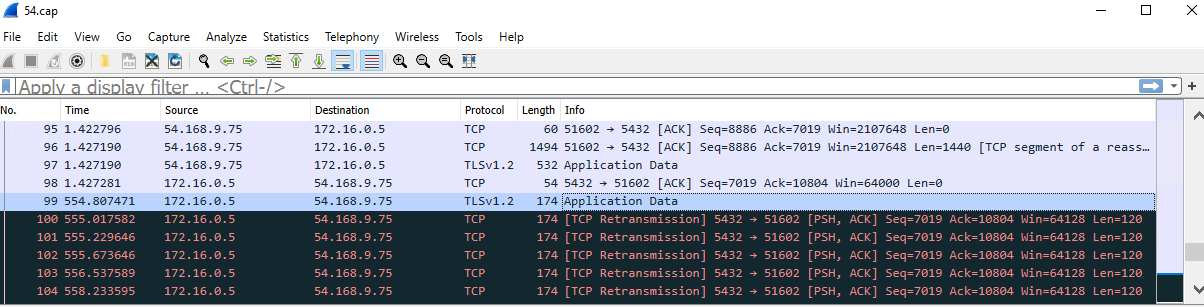 54.cap
File Edit View Go Capture Analyze Statistics Telephony Wireless Tools Help
Apply a display filter ... <Ctrl-/>
No. Time Source Destination Protocol Length Info
95 1.422796 54.168.9.75 172.16.0.5 TCP 60 51602 → 5432 [ACK] Seq=8886 Ack=7019 Win=2107648 Len=0
96 1.427190 54.168.9.75 172.16.0.5 TCP 1494 51602 → 5432 [ACK] Seq=8886 Ack=7019 Win=2107648 Len=1440 [TCP segment of a reass…
97 1.427190 54.168.9.75 172.16.0.5 TLSv1.2 532 Application Data
98 1.427281 172.16.0.5 54.168.9.75 TCP 54 5432 → 51602 [ACK] Seq=7019 Ack=10804 Win=64000 Len=0
99 554.807471 172.16.0.5 54.168.9.75 TLSv1.2 174 Application Data
100 555.017582 172.16.0.5 54.168.9.75 TCP 174 [TCP Retransmission] 5432 → 51602 [PSH, ACK] Seq=7019 Ack=10804 Win=64128 Len=120
101 555.229646 172.16.0.5 54.168.9.75 TCP 174 [TCP Retransmission] 5432 → 51602 [PSH, ACK] Seq=7019 Ack=10804 Win=64128 Len=120
102 555.673646 172.16.0.5 54.168.9.75 TCP 174 [TCP Retransmission] 5432 → 51602 [PSH, ACK] Seq=7019 Ack=10804 Win=64128 Len=120
103 556.537589 172.16.0.5 54.168.9.75 TCP 174 [TCP Retransmission] 5432 → 51602 [PSH, ACK] Seq=7019 Ack=10804 Win=64128 Len=120
104 558.233595 172.16.0.5 54.168.9.75 TCP 174 [TCP Retransmission] 5432 → 51602 [PSH, ACK] Seq=7019 Ack=10804 Win=64128 Len=120